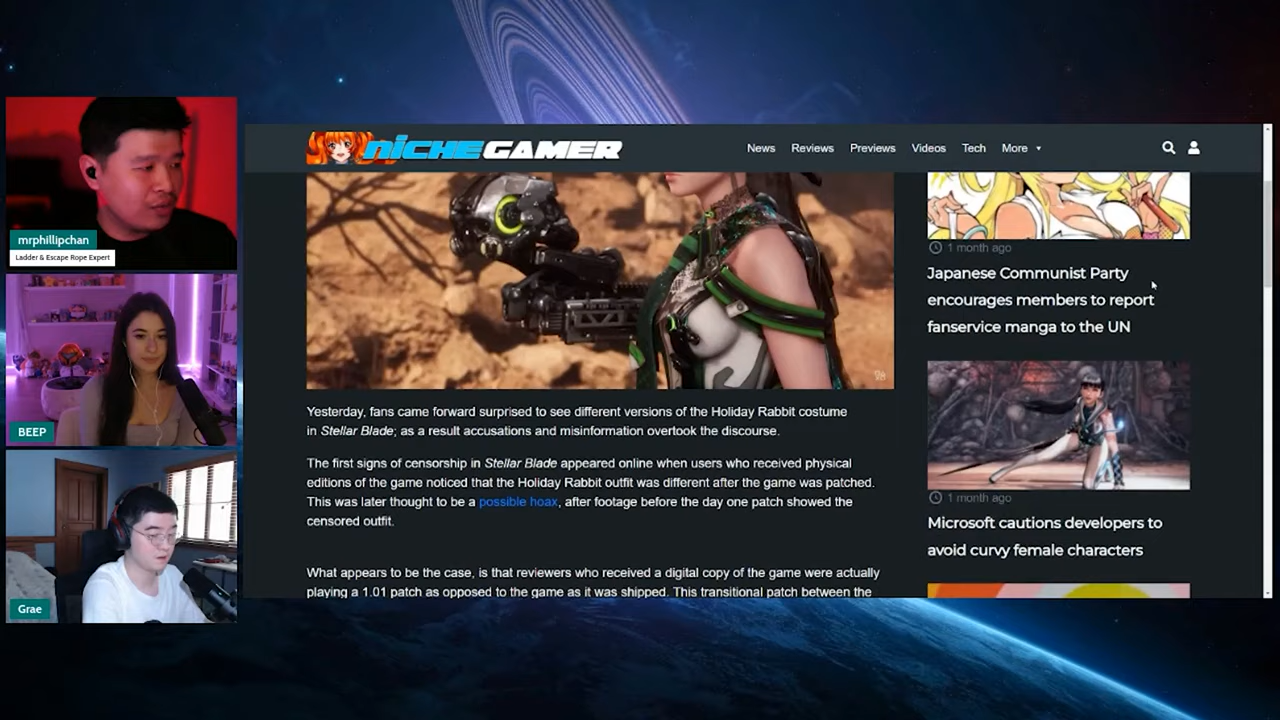 mrphillipchan
Ladder & Escape Rope Expert
BEEP
Grae
NICHEGAMER
News Reviews Previews Videos Tech More
Yesterday, fans came forward surprised to see different versions of the Holiday Rabbit costume
in Stellar Blade; as a result accusations and misinformation overtook the discourse.
The first signs of censorship in Stellar Blade appeared online when users who received physical
editions of the game noticed that the Holiday Rabbit outfit was different after the game was patched.
This was later thought to be a possible hoax, after footage before the day one patch showed the
censored outfit.
What appears to be the case, is that reviewers who received a digital copy of the game were actually
playing a 1.01 patch as opposed to the game as it was shipped. This transitional patch between the
1 month ago
Japanese Communist Party
encourages members to report
fanservice manga to the UN
1 month ago
Microsoft cautions developers to
avoid curvy female characters